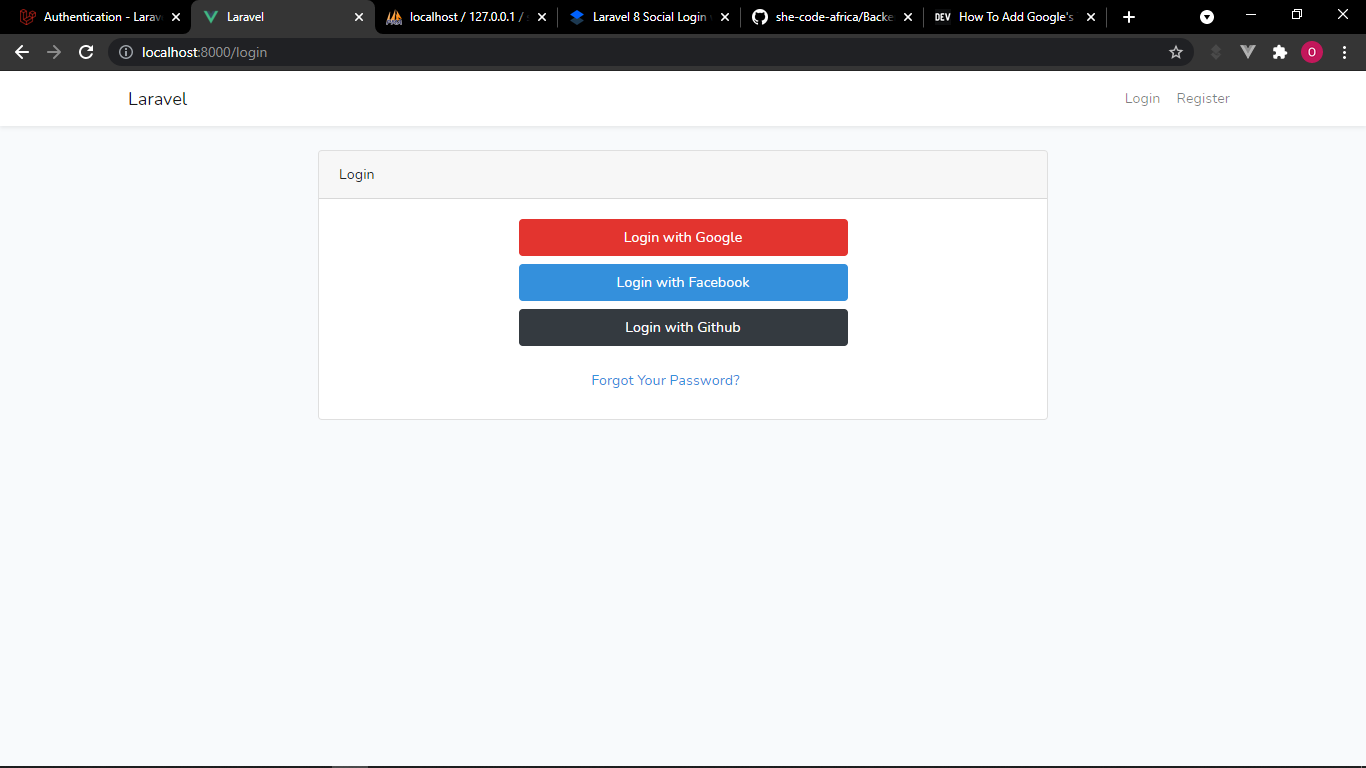 Authentication - Larav
Laravel
localhost / 127.0.0.1 / s
Laravel 8 Social Login
she-code-africa/Backe
DEV How To Add Google's
localhost:8000/login
O
Laravel
Login Register
Login
Login with Google
Login with Facebook
Login with Github
Forgot Your Password?